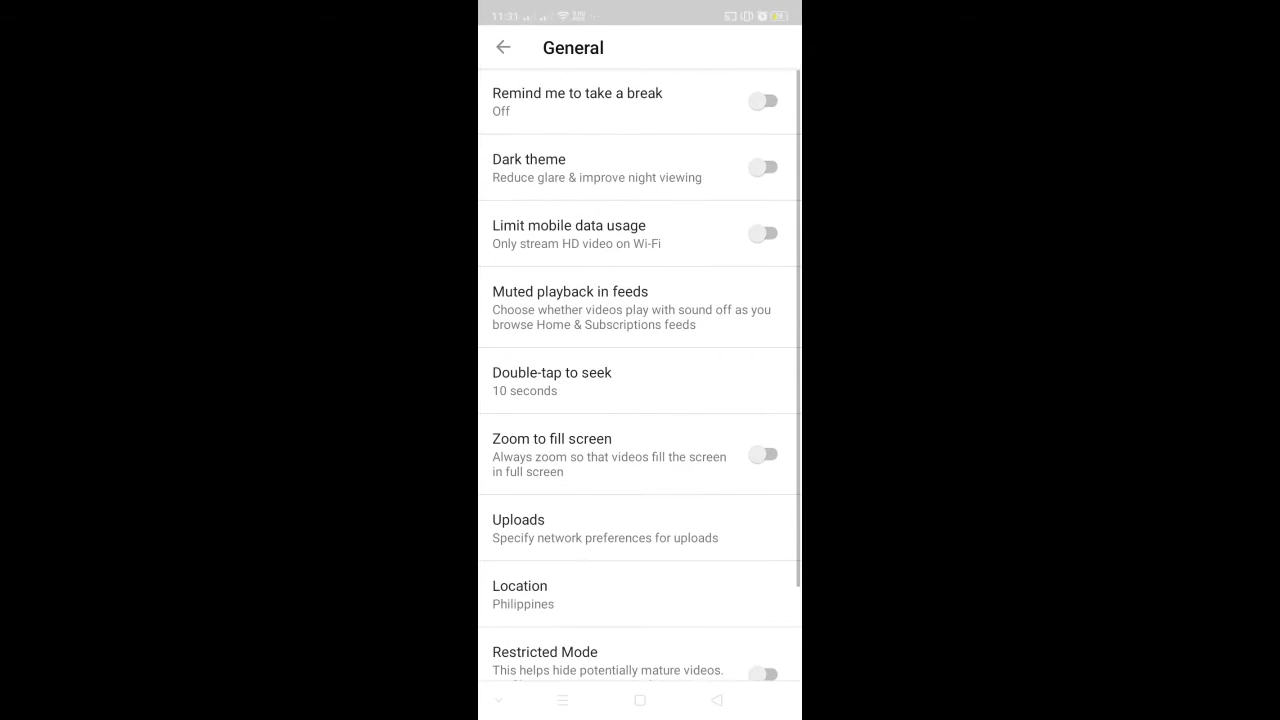 11:31
General
Remind me to take a break
Off
Dark theme
Reduce glare & improve night viewing
Limit mobile data usage
Only stream HD video on Wi-Fi
Muted playback in feeds
Choose whether videos play with sound off as you
browse Home & Subscriptions feeds
Double-tap to seek
10 seconds
Zoom to fill screen
Always zoom so that videos fill the screen
in full screen
Uploads
Specify network preferences for uploads
Location
Philippines
Restricted Mode
This helps hide potentially mature videos.